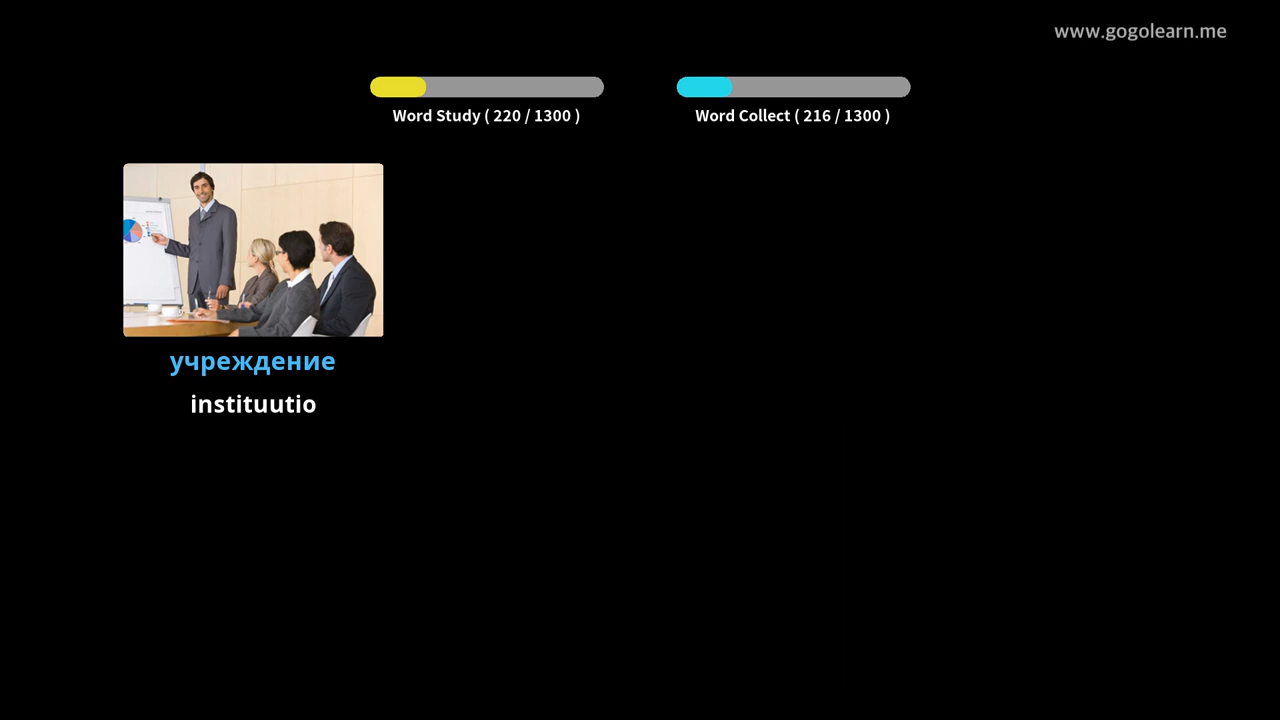 www.gogolearn.me
Word Study ( 220 / 1300 )
Word Collect ( 216 / 1300 )
учреждение
instituutio